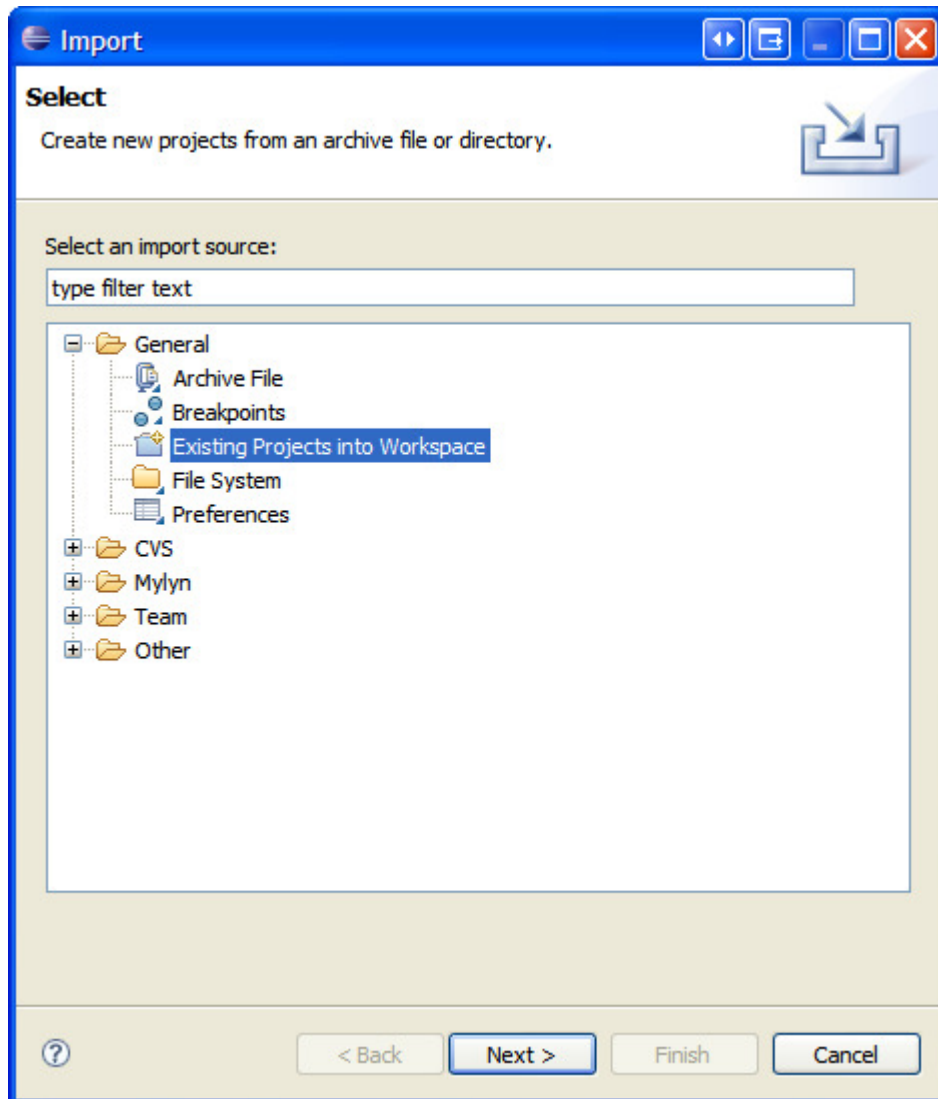 Import
Select
Create new projects from an archive file or directory.
Select an import source:
type filter text
General
Archive File
Breakpoints
Existing Projects into Workspace
File System
Preferences
CVS
Mylyn
Team
Other
< Back Next > Finish Cancel